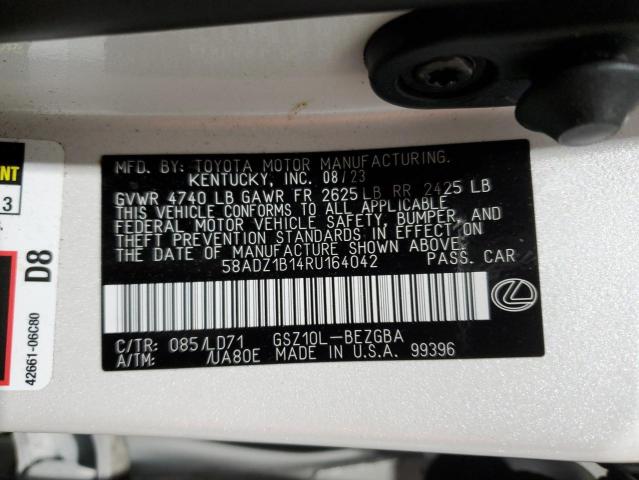 MFD. BY: TOYOTA MOTOR MANUFACTURING.
KENTUCKY, INC. 08/23
GVWR 4740 LB GAWR FR 2625 LB RR 2425 LB
THIS VEHICLE CONFORMS TO ALL APPLICABLE
FEDERAL MOTOR VEHICLE SAFETY, BUMPER, AND
THEFT PREVENTION STANDARDS IN EFFECT ON
THE DATE OF MANUFACTURE SHOWN ABOVE.
58ADZ1B14RU164042 PASS. CAR
C/TR: 085/LD71 GSZ10L-BEZGBA
A/TM: /UA80E MADE IN U.S.A. 99396
NT
3
D8
42661-06C80